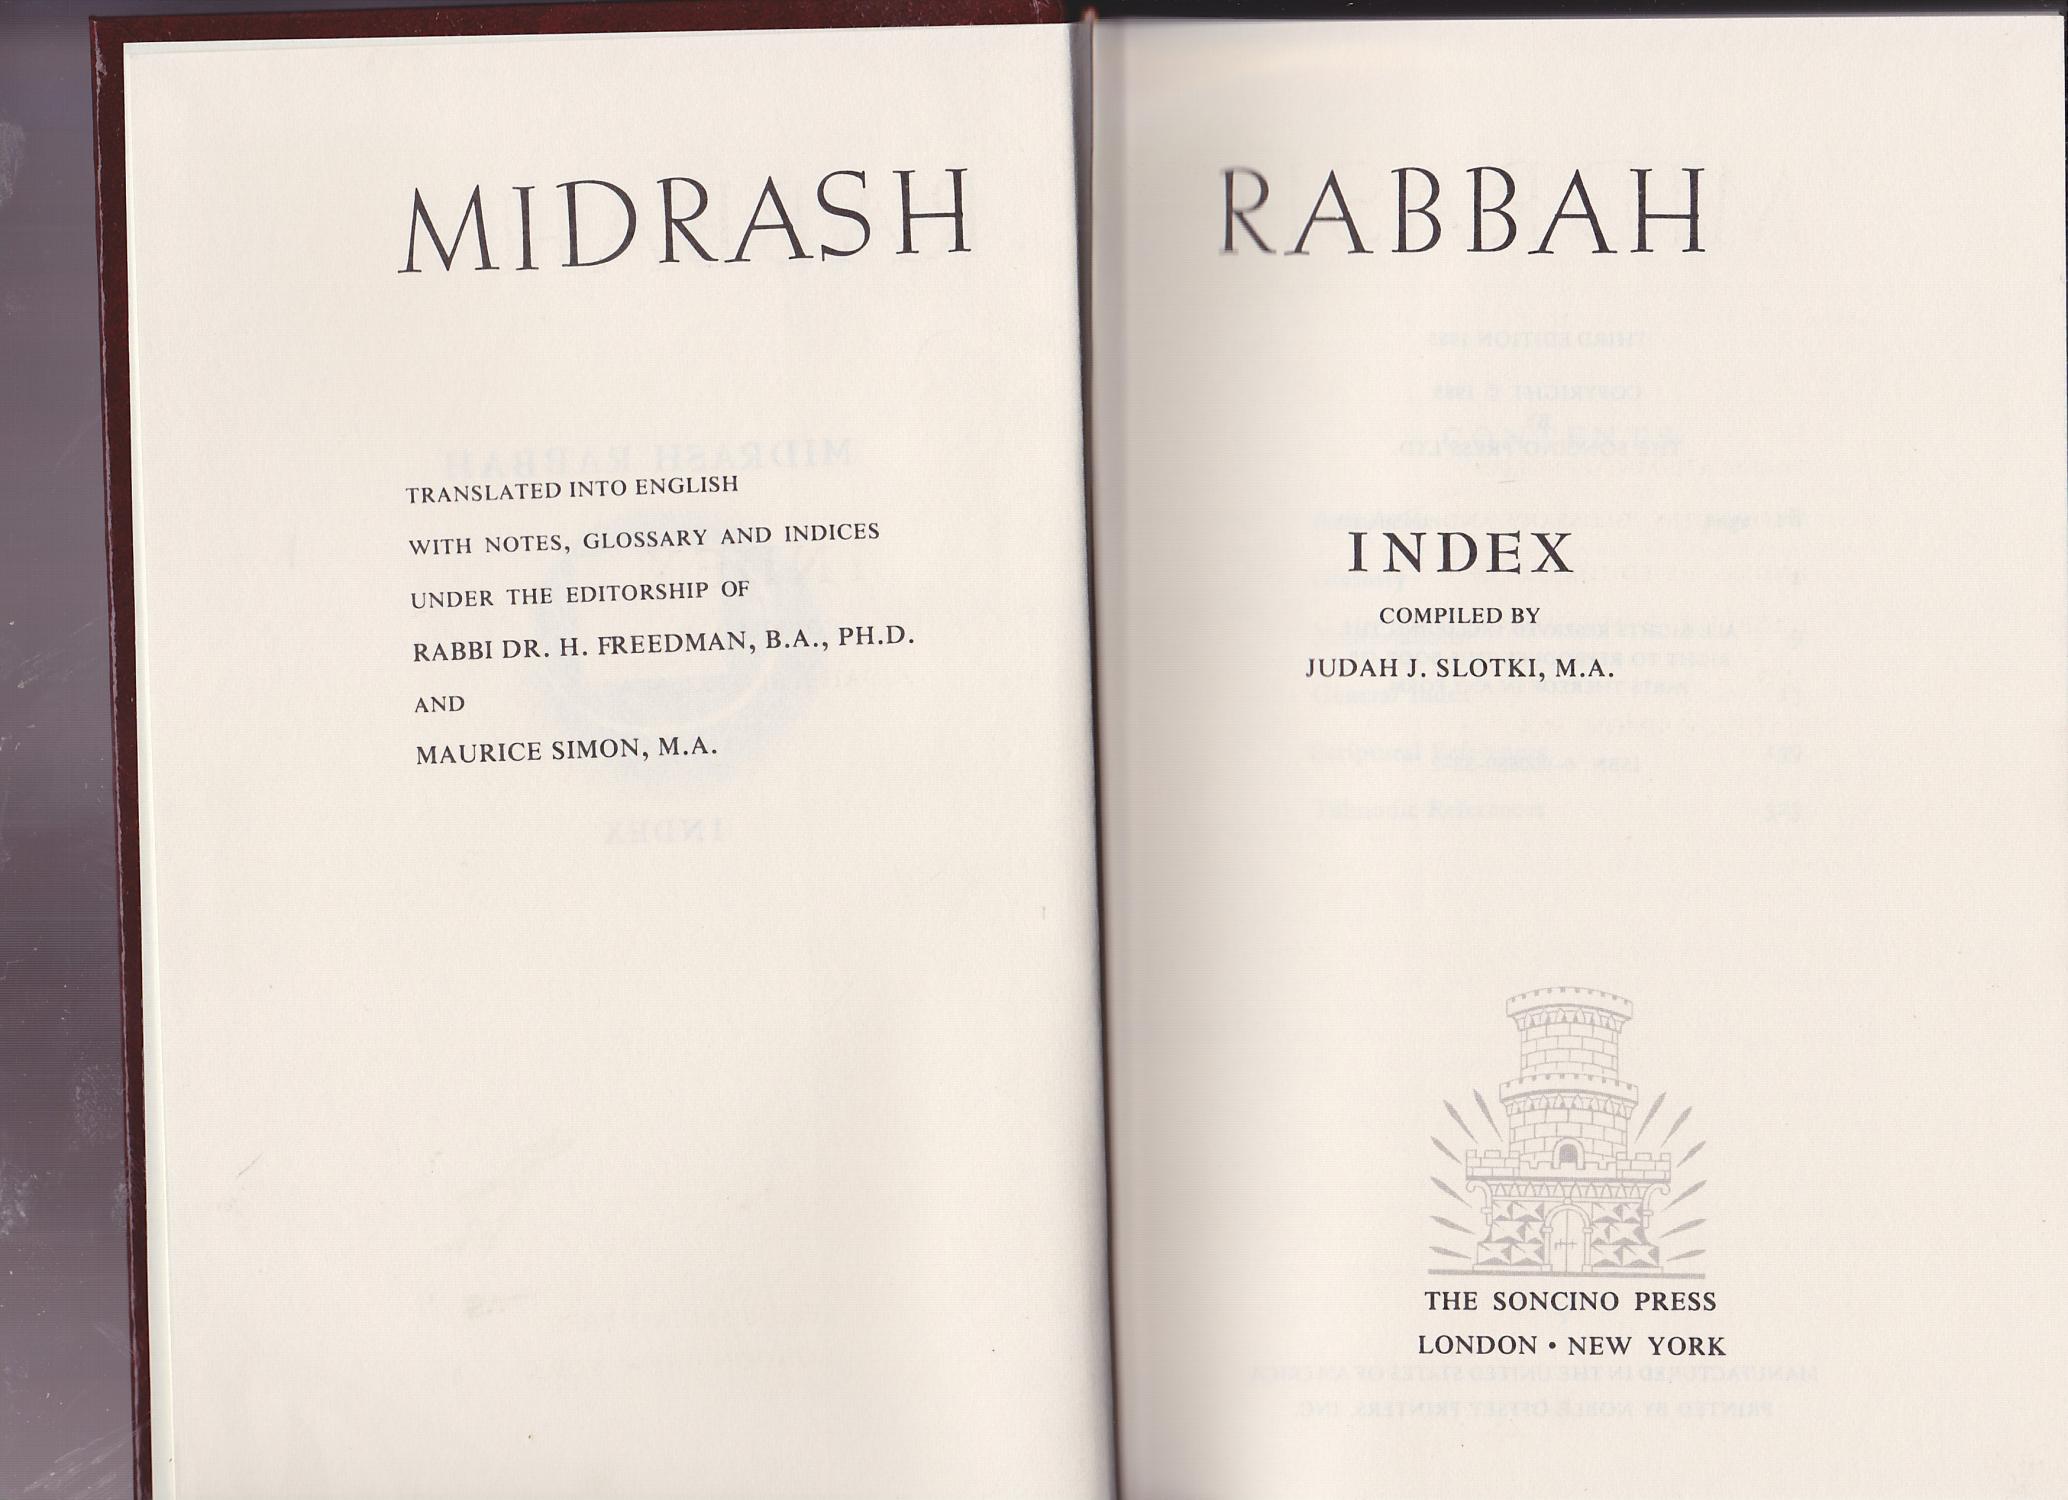 MIDRASH RABBAH
TRANSLATED INTO ENGLISH
WITH NOTES, GLOSSARY AND INDICES
UNDER THE EDITORSHIP OF
RABBI DR. H. FREEDMAN, B.A., PH.D.
AND
MAURICE SIMON, M.A.
INDEX
COMPILED BY
JUDAH J. SLOTKI, M.A.
THE SONCINO PRESS
LONDON • NEW YORK